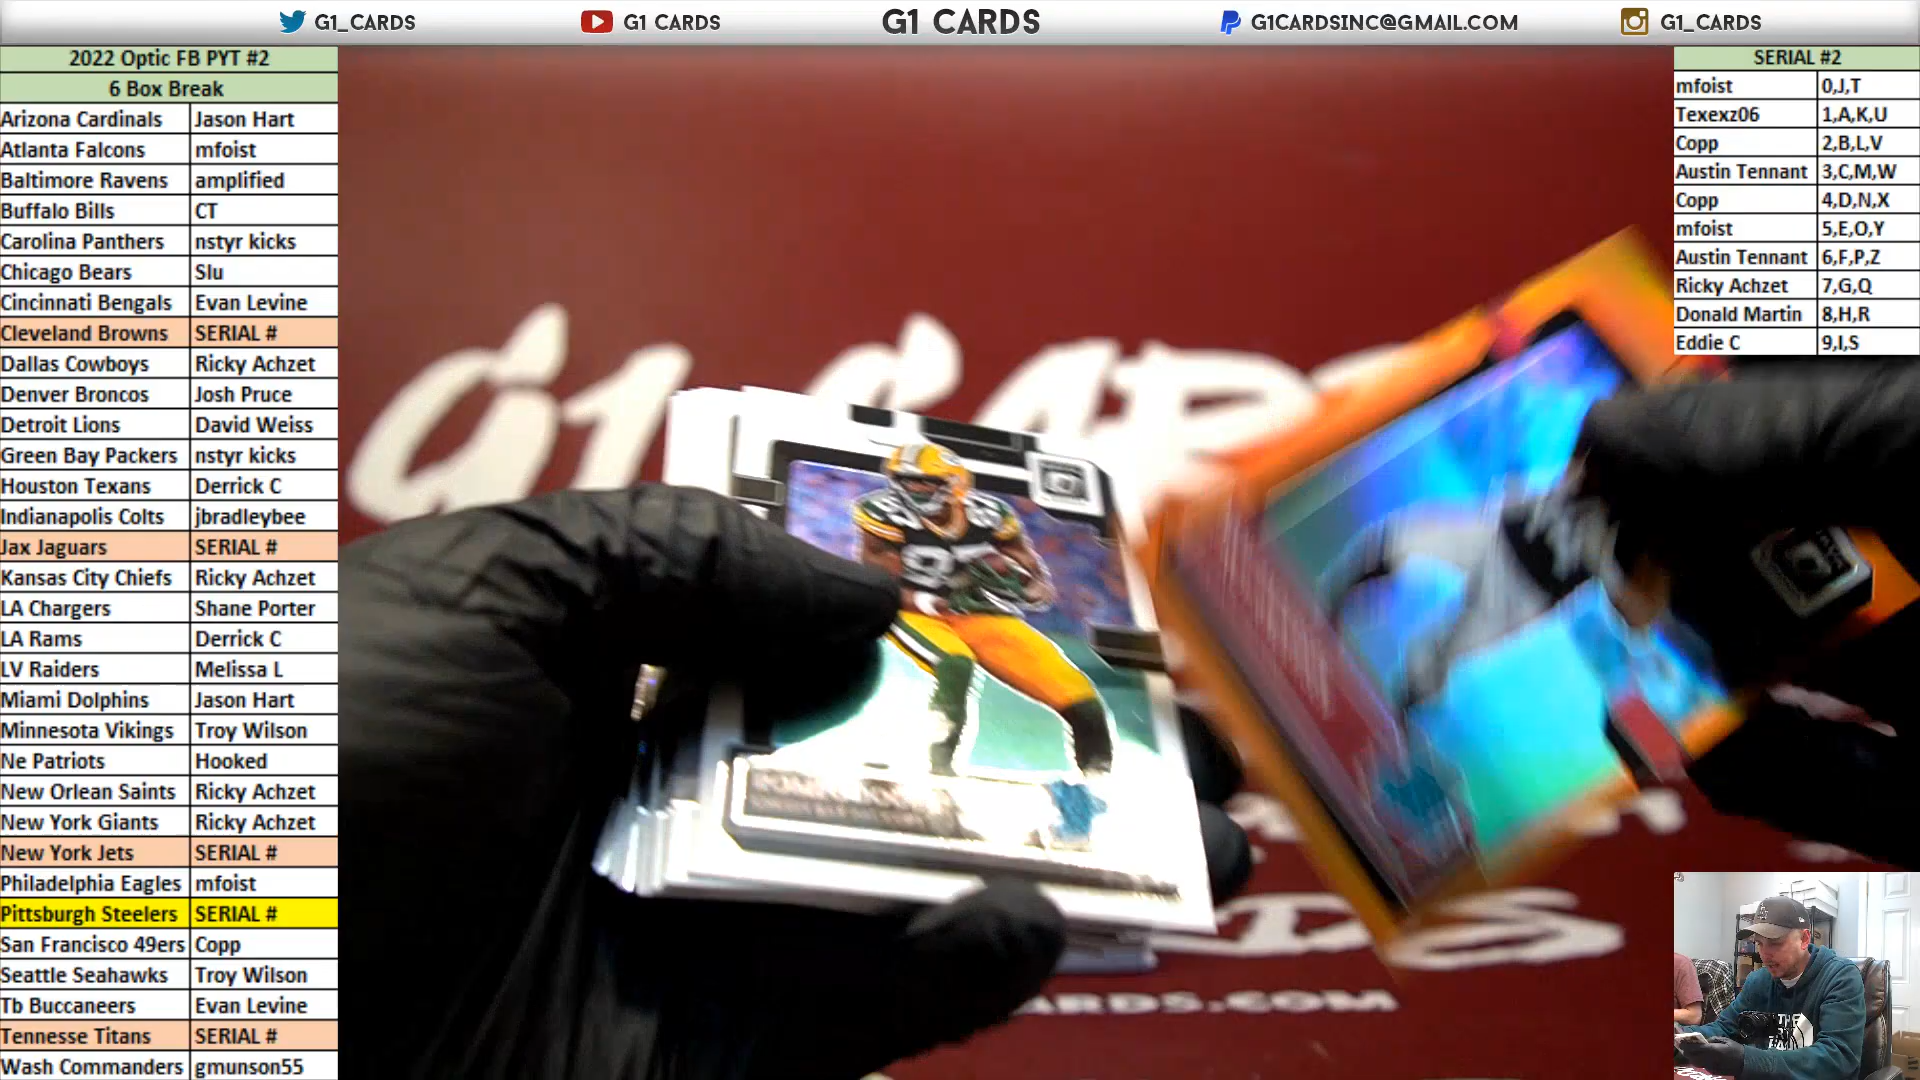 G1_CARDS G1 CARDS G1 CARDS G1CARDSINC@GMAIL.COM G1_CARDS
2022 Optic FB PYT #2
6 Box Break
Arizona Cardinals Jason Hart
Atlanta Falcons mfoist
Baltimore Ravens amplified
Buffalo Bills CT
Carolina Panthers nstyr kicks
Chicago Bears Slu
Cincinnati Bengals Evan Levine
Cleveland Browns SERIAL #
Dallas Cowboys Ricky Achzet
Denver Broncos Josh Pruce
Detroit Lions David Weiss
Green Bay Packers nstyr kicks
Houston Texans Derrick C
Indianapolis Colts jbradleybee
Jax Jaguars SERIAL #
Kansas City Chiefs Ricky Achzet
LA Chargers Shane Porter
LA Rams Derrick C
LV Raiders Melissa L
Miami Dolphins Jason Hart
Minnesota Vikings Troy Wilson
Ne Patriots Hooked
New Orlean Saints Ricky Achzet
New York Giants Ricky Achzet
New York Jets SERIAL #
Philadelphia Eagles mfoist
Pittsburgh Steelers SERIAL #
San Francisco 49ers Copp
Seattle Seahawks Troy Wilson
Tb Buccaneers Evan Levine
Tennesse Titans SERIAL #
Wash Commanders gmunson55
SERIAL #2
mfoist 0,J,T
Texexz06 1,A,K,U
Copp 2,B,L,V
Austin Tennant 3,C,M,W
Copp 4,D,N,X
mfoist 5,E,O,Y
Austin Tennant 6,F,P,Z
Ricky Achzet 7,G,Q
Donald Martin 8,H,R
Eddie C 9,I,S
G1 CARDS
CARDS.COM